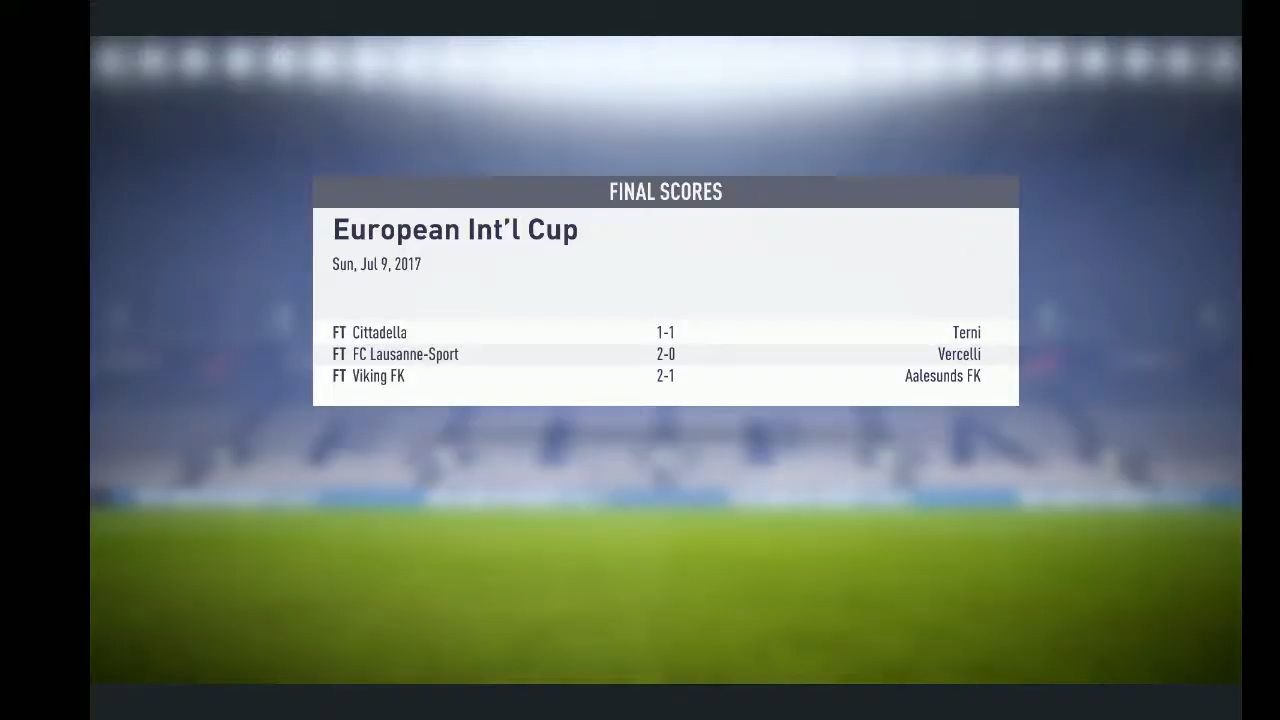 FINAL SCORES
European Int'l Cup
Sun, Jul 9, 2017
FT Cittadella 1-1 Terni
FT FC Lausanne-Sport 2-0 Vercelli
FT Viking FK 2-1 Aalesunds FK